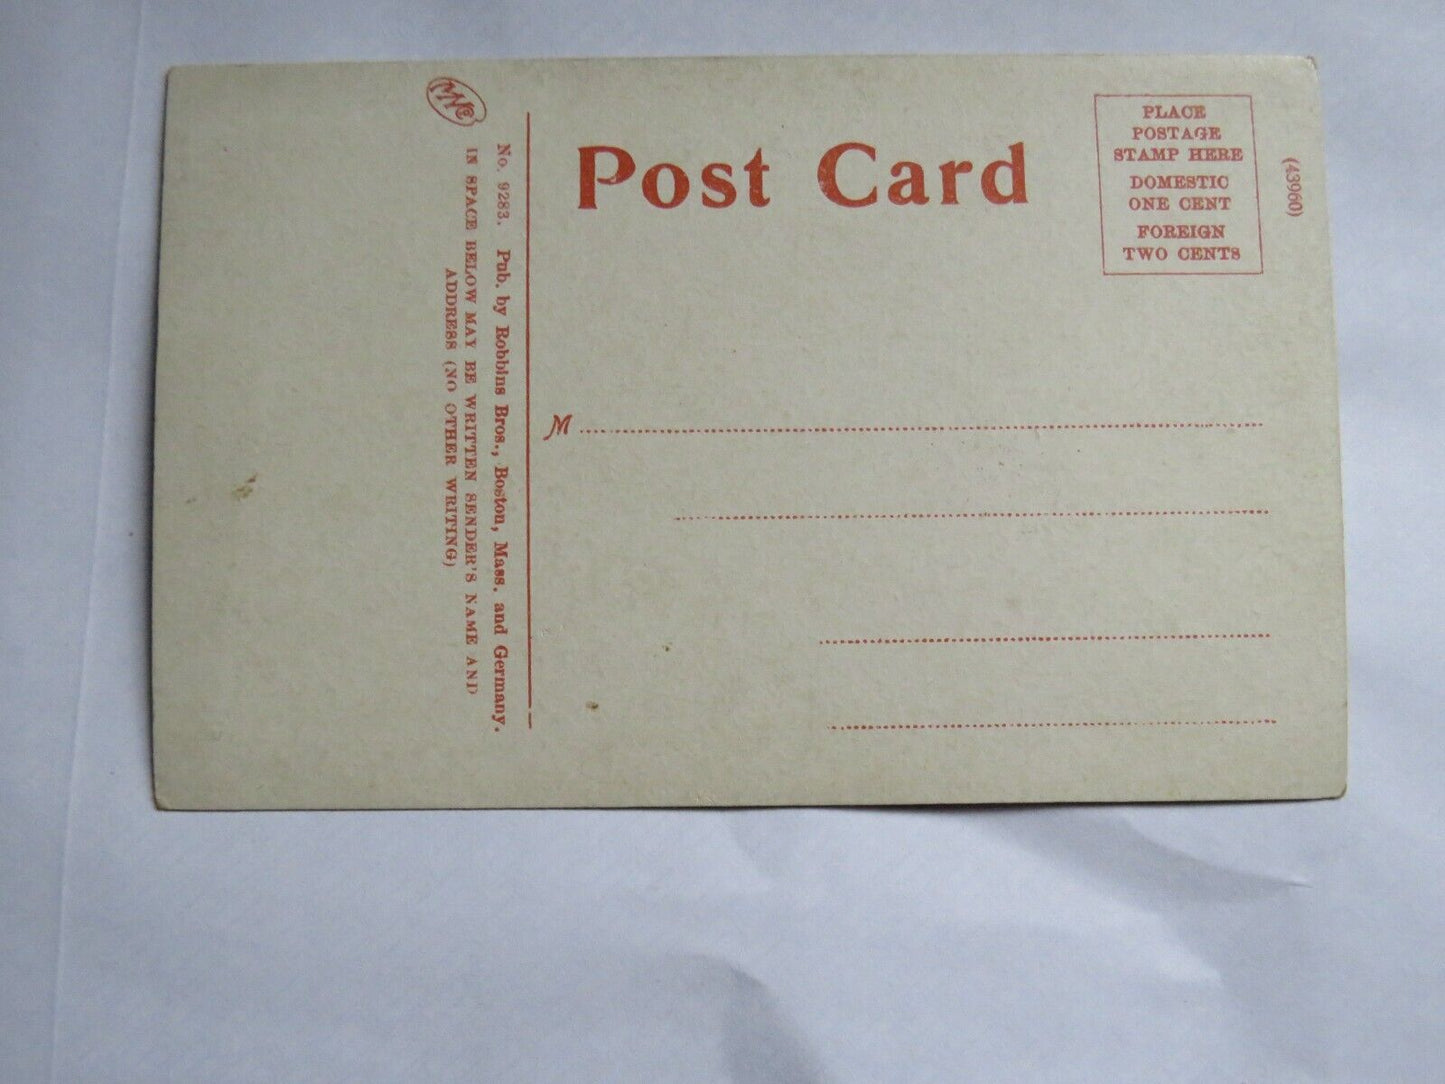 Post Card
PLACE
POSTAGE
STAMP HERE
DOMESTIC
ONE CENT
FOREIGN
TWO CENTS
(43960)
M
No. 9283. Pub. by Robbins Bros., Boston, Mass. and Germany.
IN SPACE BELOW MAY BE WRITTEN SENDER'S NAME AND
ADDRESS (NO OTHER WRITING)